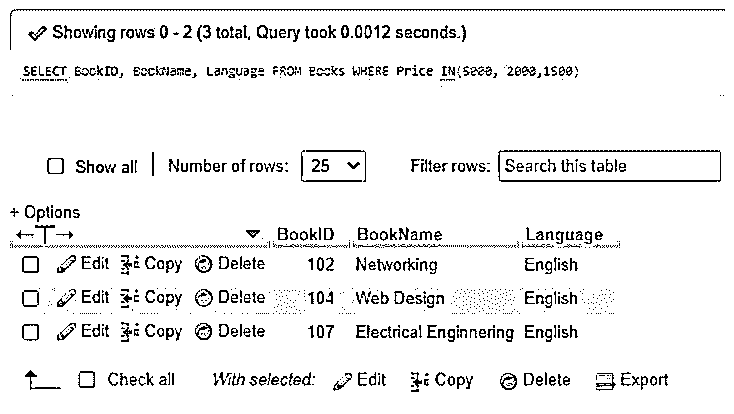 Showing rows 0 - 2 (3 total, Query took 0.0012 seconds.)
SELECT BookID, BookName, Language FROM Books WHERE Price IN(5000, 2000,1500)
Show all Number of rows: 25 Filter rows: Search this table
+ Options
BookID BookName Language
Edit Copy Delete 102 Networking English
Edit Copy Delete 104 Web Design English
Edit Copy Delete 107 Electrical Enginnering English
Check all With selected: Edit Copy Delete Export